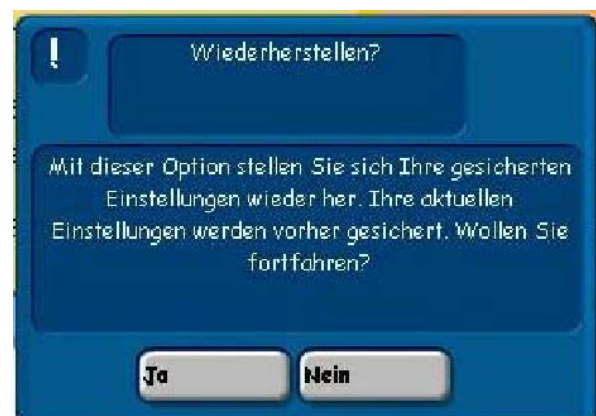 !
Wiederherstellen?
Mit dieser Option stellen Sie sich Ihre gesicherten
Einstellungen wieder her. Ihre aktuellen
Einstellungen werden vorher gesichert. Wollen Sie
fortfahren?
Ja Nein